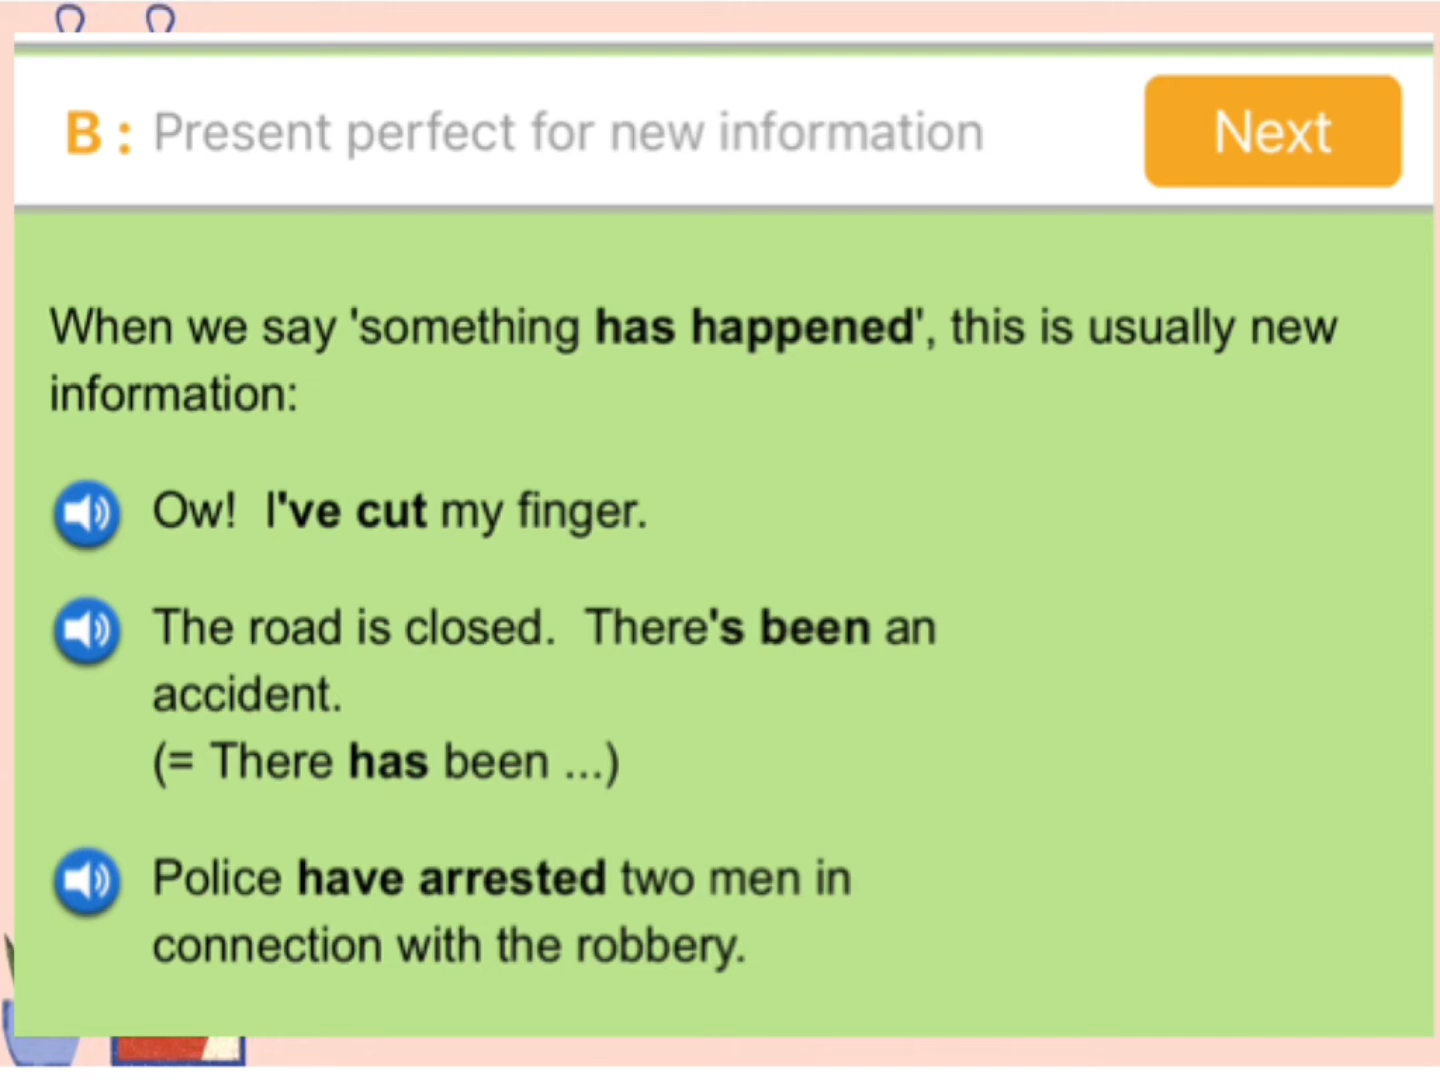 B : Present perfect for new information
Next
When we say 'something has happened', this is usually new
information:
Ow! I've cut my finger.
The road is closed. There's been an
accident.
(= There has been ...)
Police have arrested two men in
connection with the robbery.